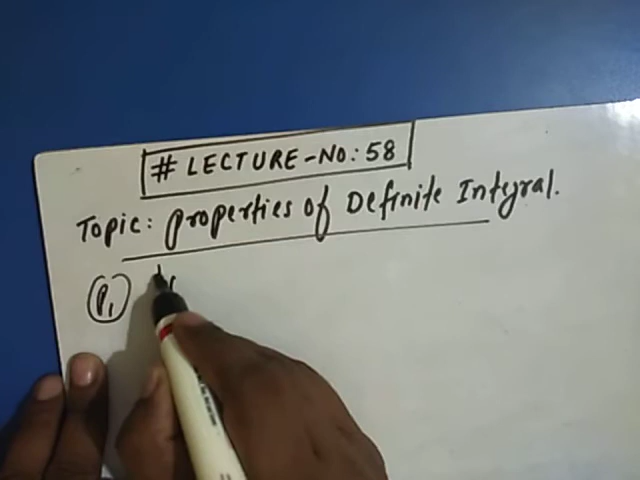 # LECTURE-NO: 58
Topic: Properties of Definite Integral.
P₁